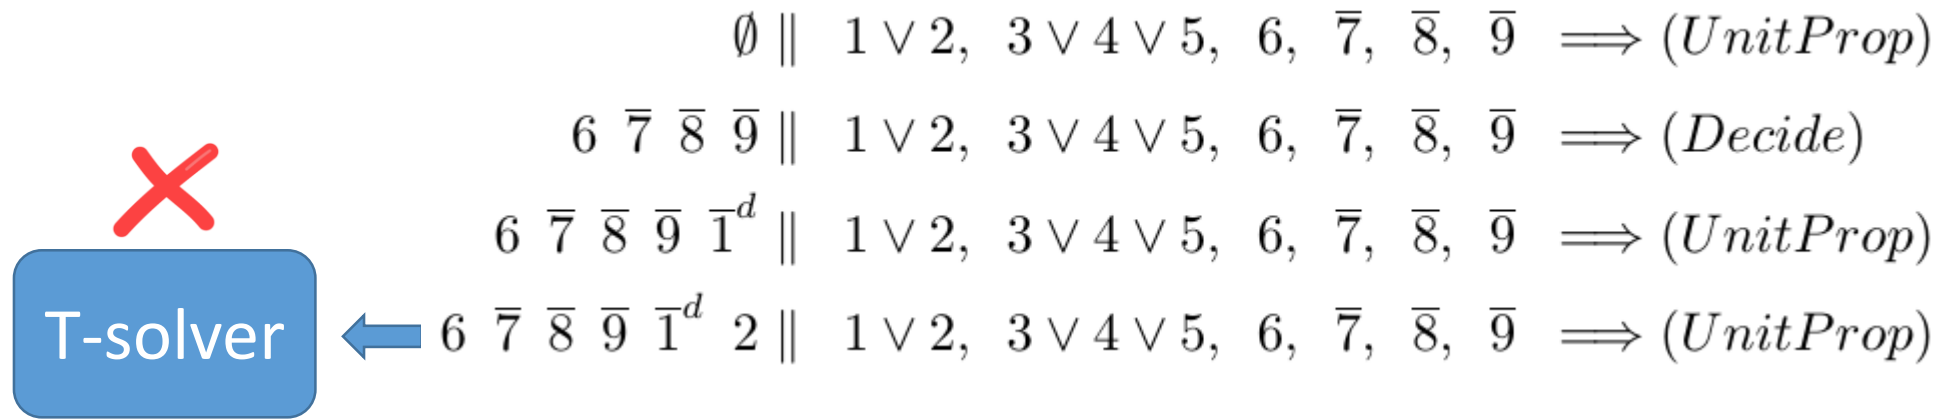 ∅ ‖ 1 ∨ 2, 3 ∨ 4 ∨ 5, 6, 7̅, 8̅, 9̅ ⟹ (UnitProp)
6 7̅ 8̅ 9̅ ‖ 1 ∨ 2, 3 ∨ 4 ∨ 5, 6, 7̅, 8̅, 9̅ ⟹ (Decide)
6 7̅ 8̅ 9̅ 1̅ᵈ ‖ 1 ∨ 2, 3 ∨ 4 ∨ 5, 6, 7̅, 8̅, 9̅ ⟹ (UnitProp)
T-solver
6 7̅ 8̅ 9̅ 1̅ᵈ 2 ‖ 1 ∨ 2, 3 ∨ 4 ∨ 5, 6, 7̅, 8̅, 9̅ ⟹ (UnitProp)